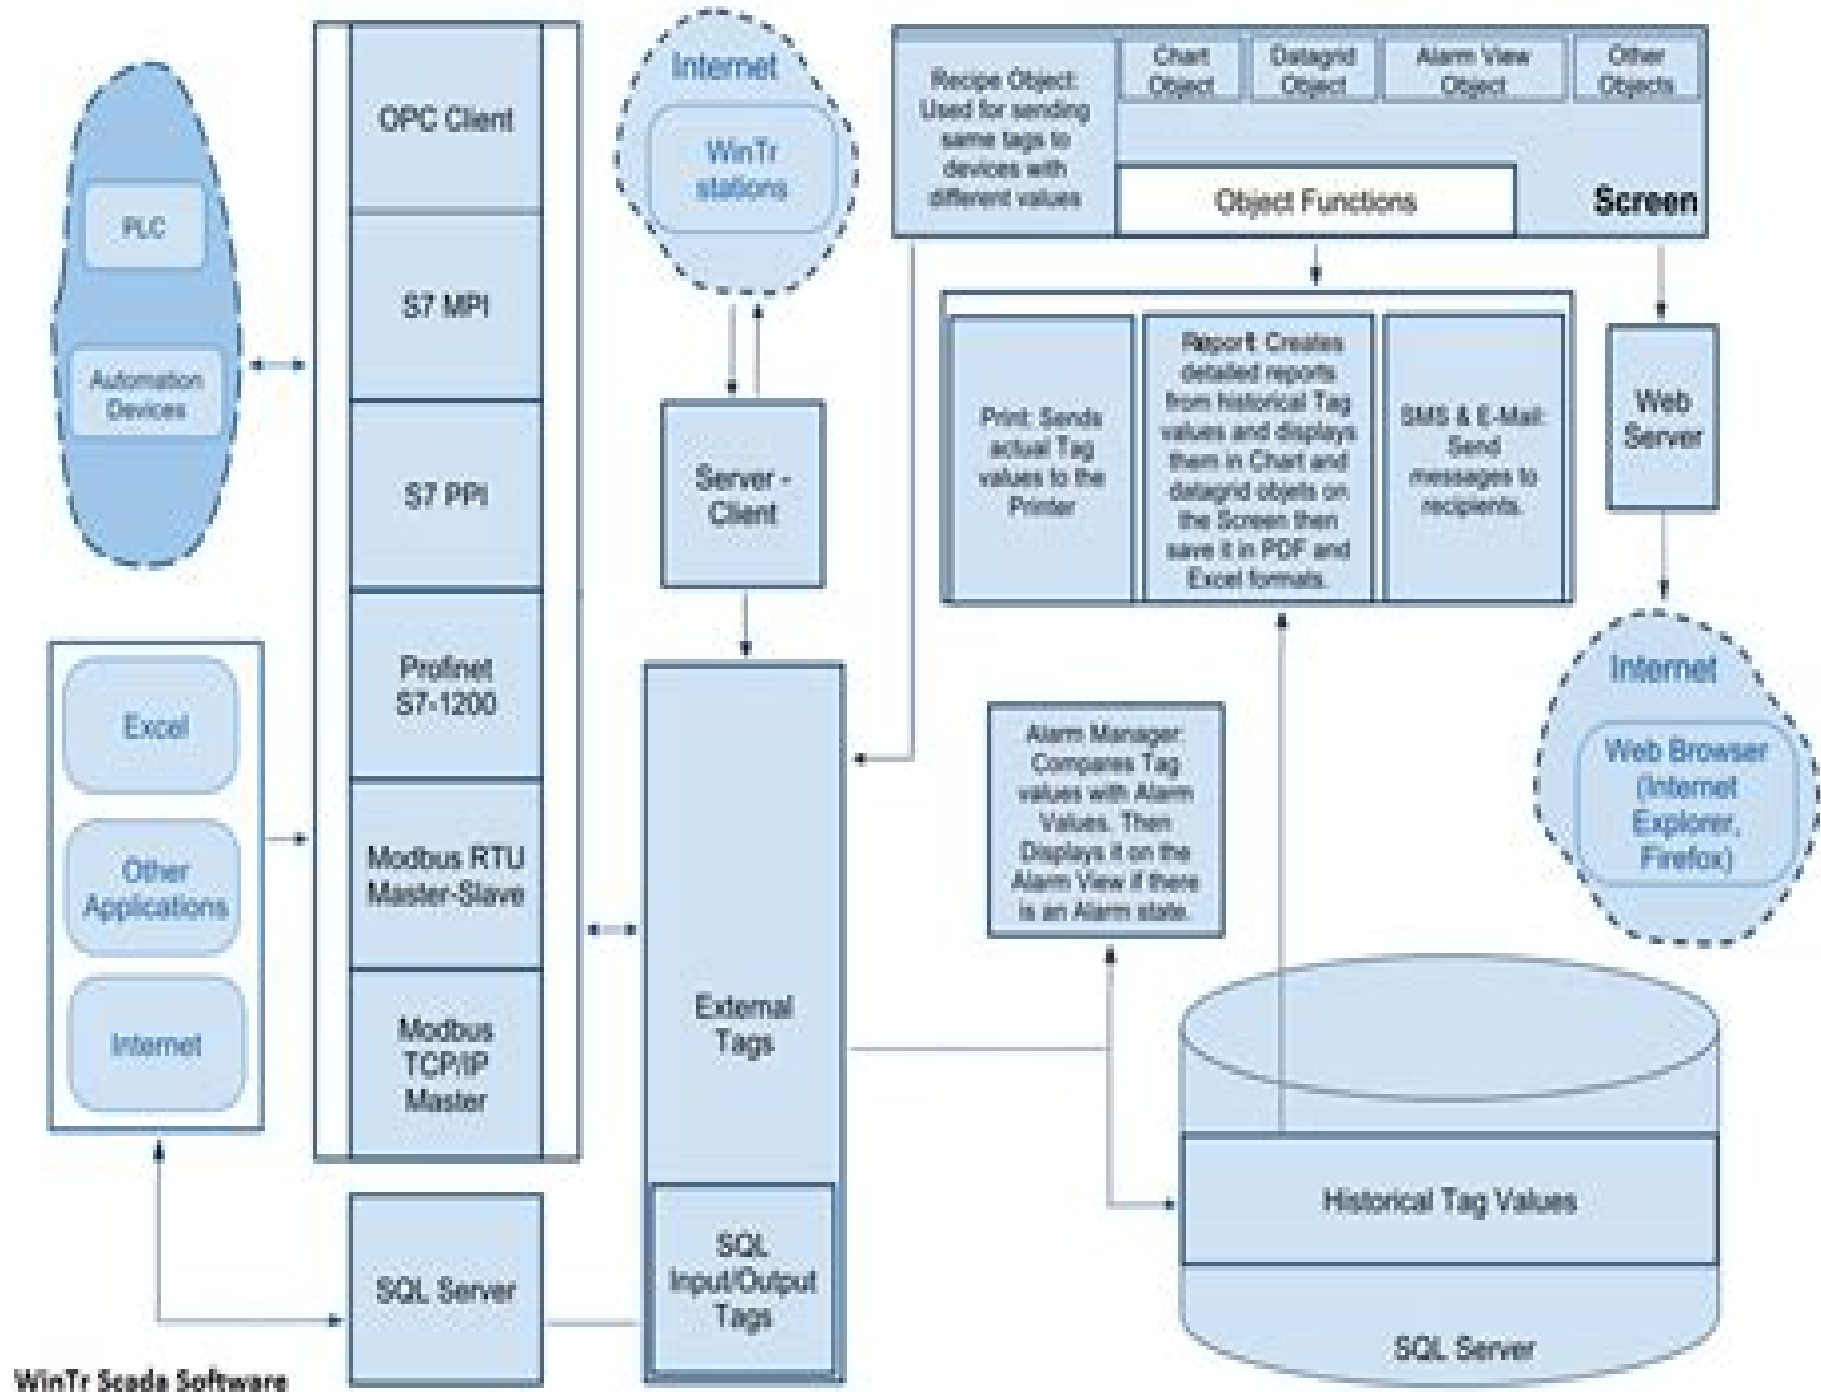 PLC
Automation
Devices
Excel
Other
Applications
Internet
OPC Client
S7 MPI
S7 PPI
Profinet
S7-1200
Modbus RTU
Master-Slave
Modbus
TCP/IP
Master
SQL Server
Internet
WinTr
stations
Server -
Client
External
Tags
SQL
Input/Output
Tags
Recipe Object:
Used for sending
same tags to
devices with
different values
Chart
Object
Datagrid
Object
Alarm View
Object
Other
Objects
Object Functions
Screen
Print: Sends
actual Tag
values to the
Printer
Report: Creates
detailed reports
from historical Tag
values and displays
them in Chart and
datagrid objets on
the Screen then
save it in PDF and
Excel formats.
SMS & E-Mail:
Send
messages to
recipients.
Web
Server
Internet
Web Browser
(Internet
Explorer,
Firefox)
Alarm Manager:
Compares Tag
values with Alarm
Values. Then
Displays it on the
Alarm View if there
is an Alarm state.
Historical Tag Values
SQL Server
WinTr Scada Software